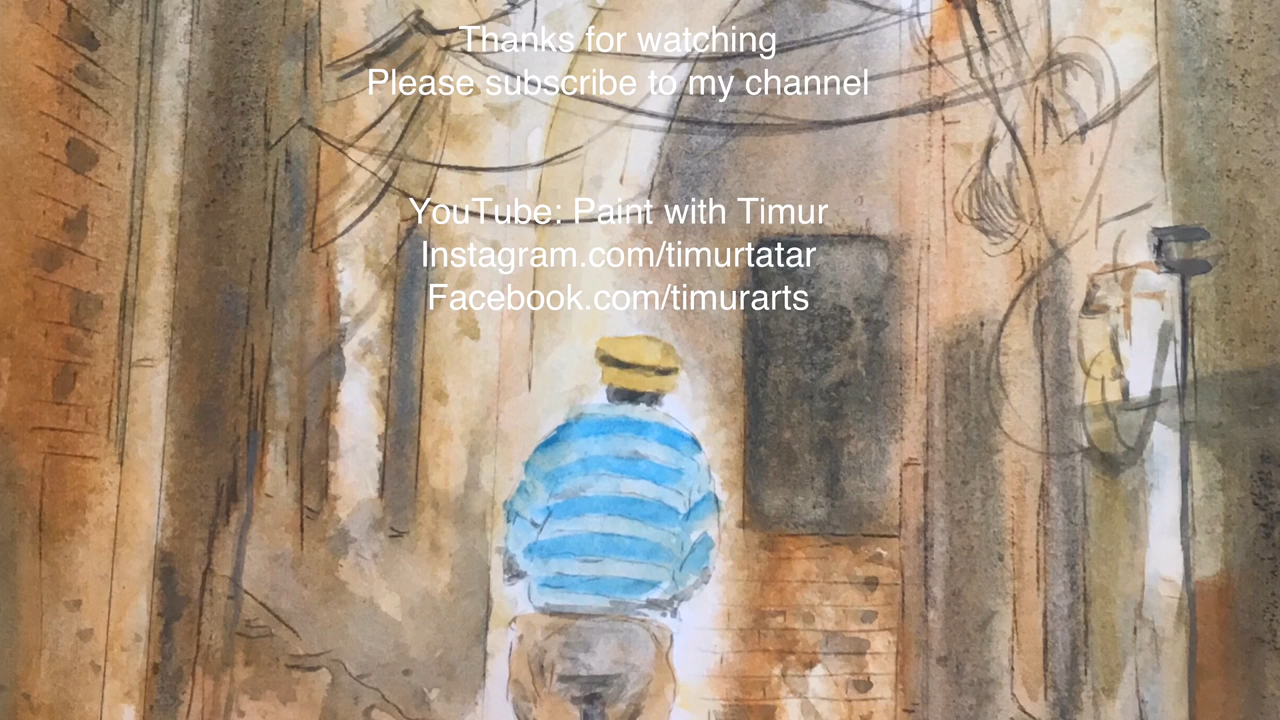 Thanks for watching
Please subscribe to my channel
YouTube: Paint with Timur
Instagram.com/timurtatar
Facebook.com/timurarts